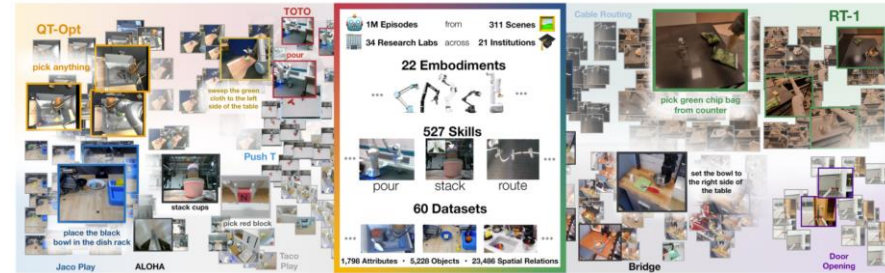 QT-Opt
pick anything
TOTO
pour
sweep the green
cloth to the left
side of the table
Push T
stack cups
pick red block
place the black
bowl in the dish rack
Jaco Play
ALOHA
Taco
Play
1M Episodes from 311 Scenes
34 Research Labs across 21 Institutions
22 Embodiments
527 Skills
pour
stack
route
60 Datasets
1,798 Attributes • 5,228 Objects • 23,486 Spatial Relations
Cable Routing
RT-1
pick green chip bag
from counter
set the bowl to
the right side of
the table
Bridge
Door
Opening